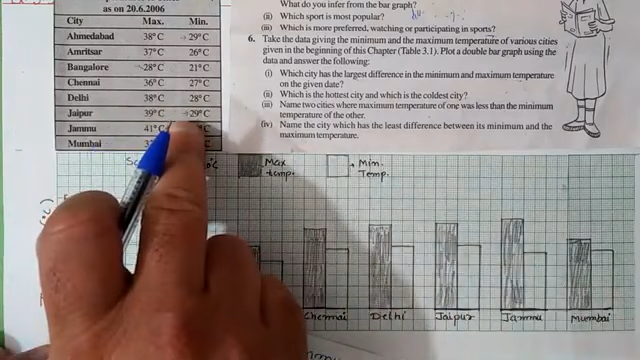 as on 20.6.2006
City Max. Min.
Ahmedabad 38° C 29° C
Amritsar 37° C 26° C
Bangalore 28° C 21° C
Chennai 36° C 27° C
Delhi 38° C 28° C
Jaipur 39° C 29° C
Jammu 41° C
Mumbai
What do you infer from the bar graph?
(ii) Which sport is most popular?
(iii) Which is more preferred, watching or participating in sports?
6. Take the data giving the minimum and the maximum temperature of various cities
given in the beginning of this Chapter (Table 3.1). Plot a double bar graph using the
data and answer the following:
(i) Which city has the largest difference in the minimum and maximum temperature
on the given date?
(ii) Which is the hottest city and which is the coldest city?
(iii) Name two cities where maximum temperature of one was less than the minimum
temperature of the other.
(iv) Name the city which has the least difference between its minimum and the
maximum temperature.
Max
temp.
Min.
Temp.
Chennai Delhi Jaipur Jammu Mumbai